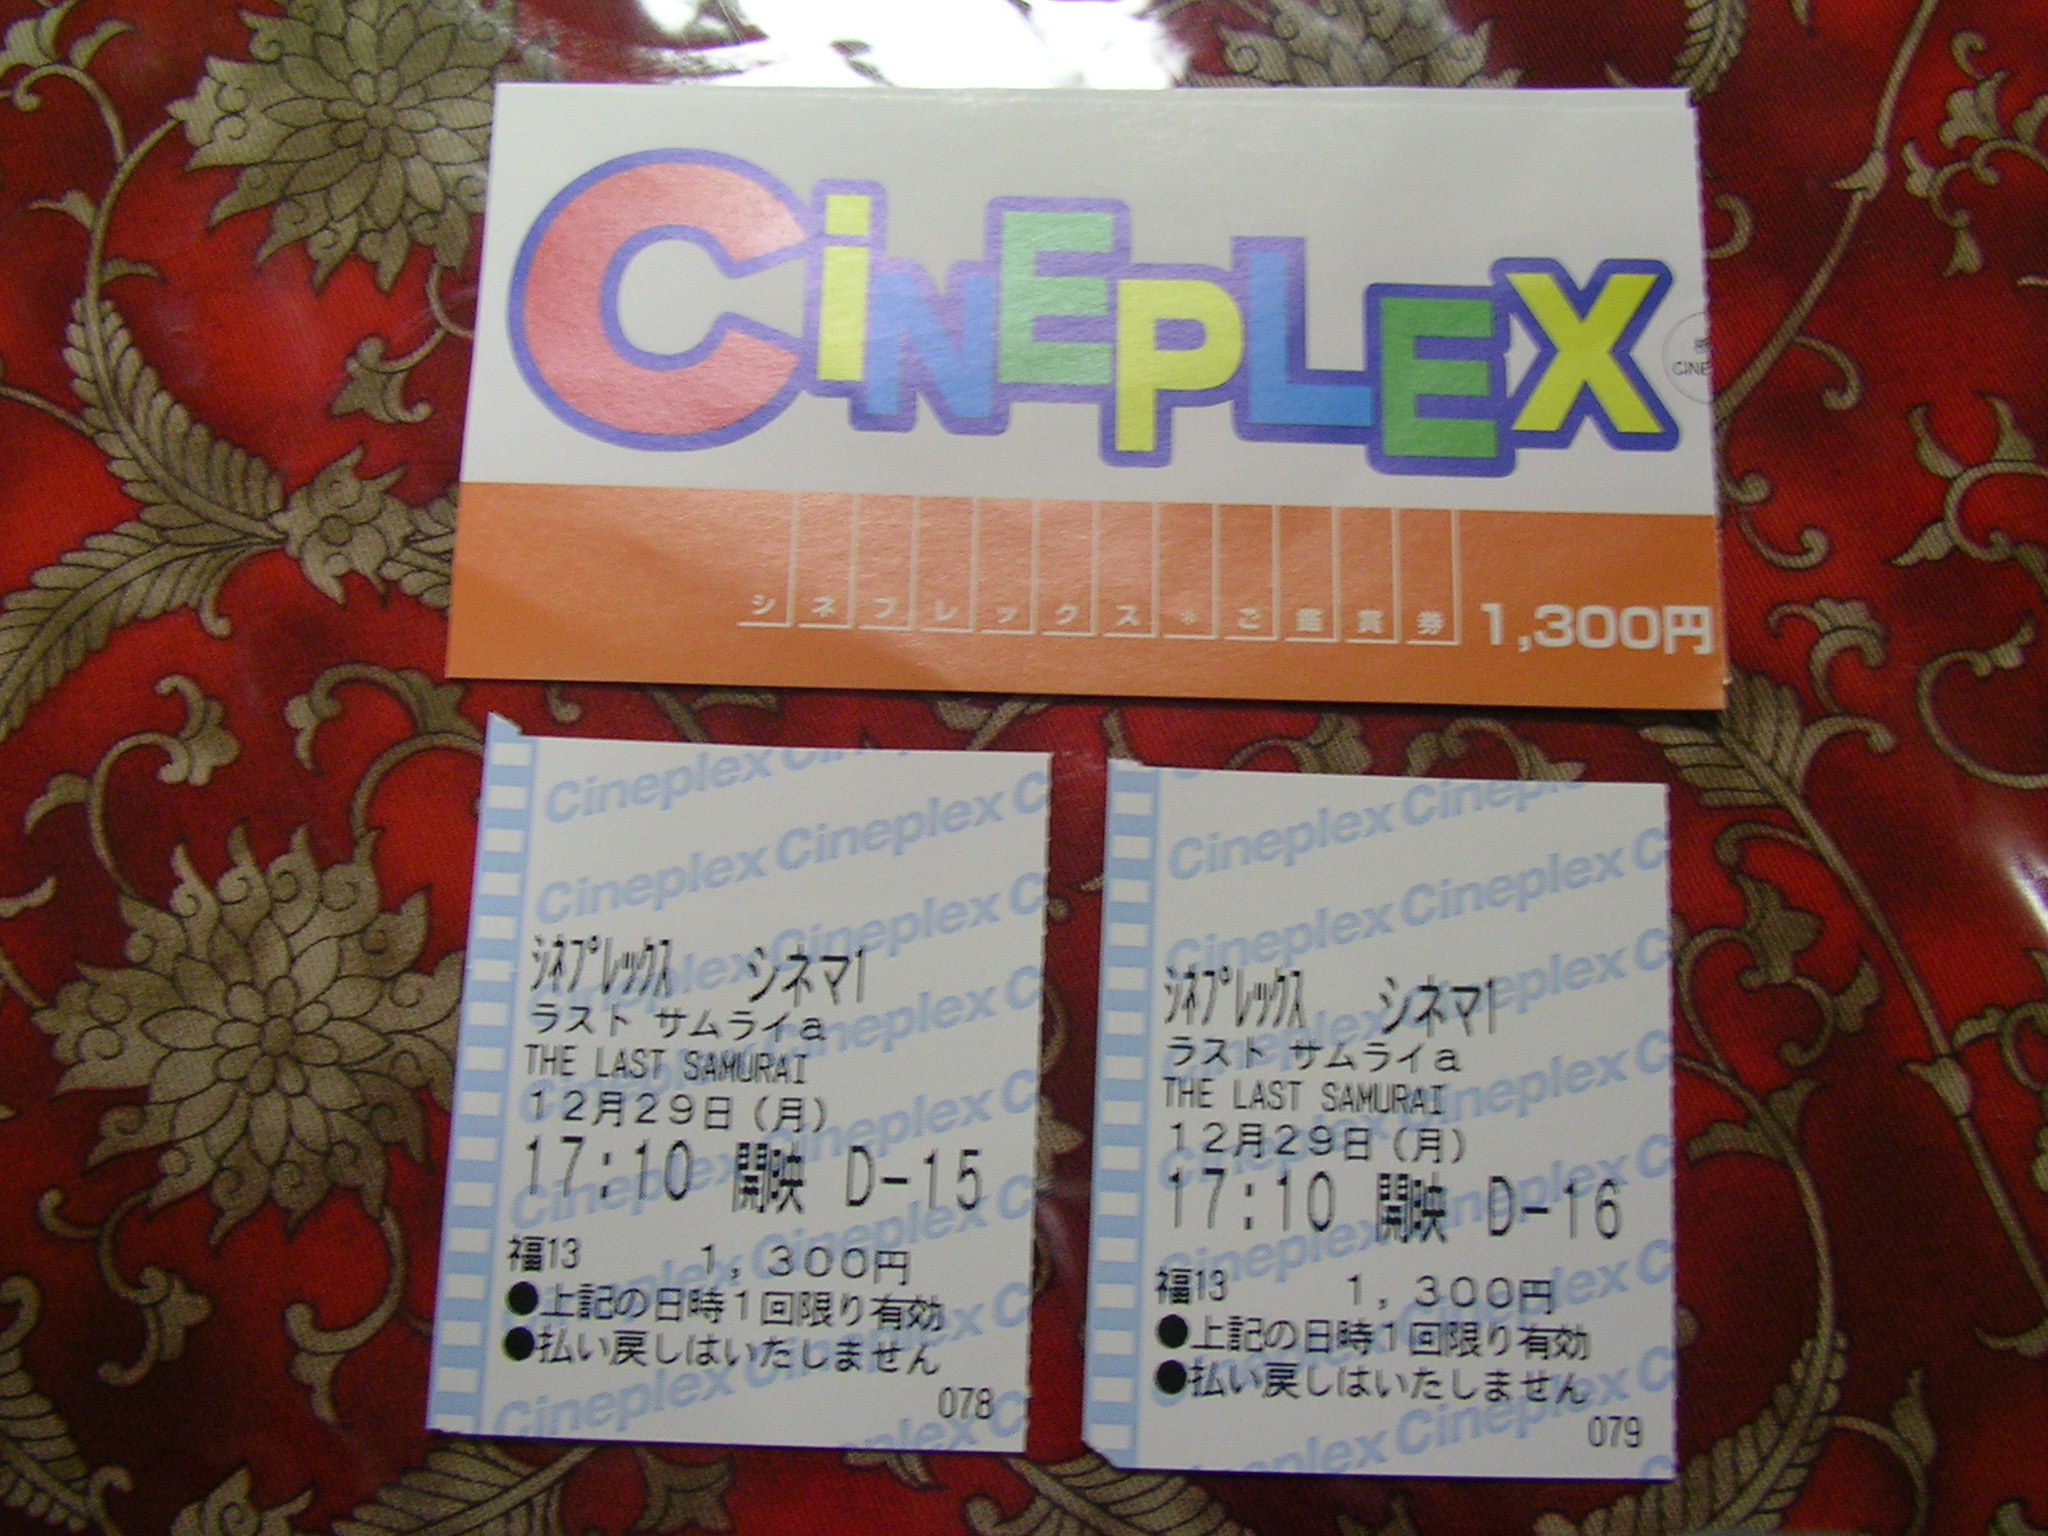 CINEPLEX
CINE
シネプレックス*ご鑑賞券 1,300円
Cineplex
Cineplex Cineplex
シネプレックス シネマ1
ラスト サムライa
THE LAST SAMURAI
12月29日(月)
17:10 開映 D-15
福13 1,300円
●上記の日時1回限り有効
●払い戻しはいたしません
078
Cineplex Cineplex
シネプレックス シネマ1
ラスト サムライa
THE LAST SAMURAI
12月29日(月)
17:10 開映 D-16
福13 1,300円
●上記の日時1回限り有効
●払い戻しはいたしません
079